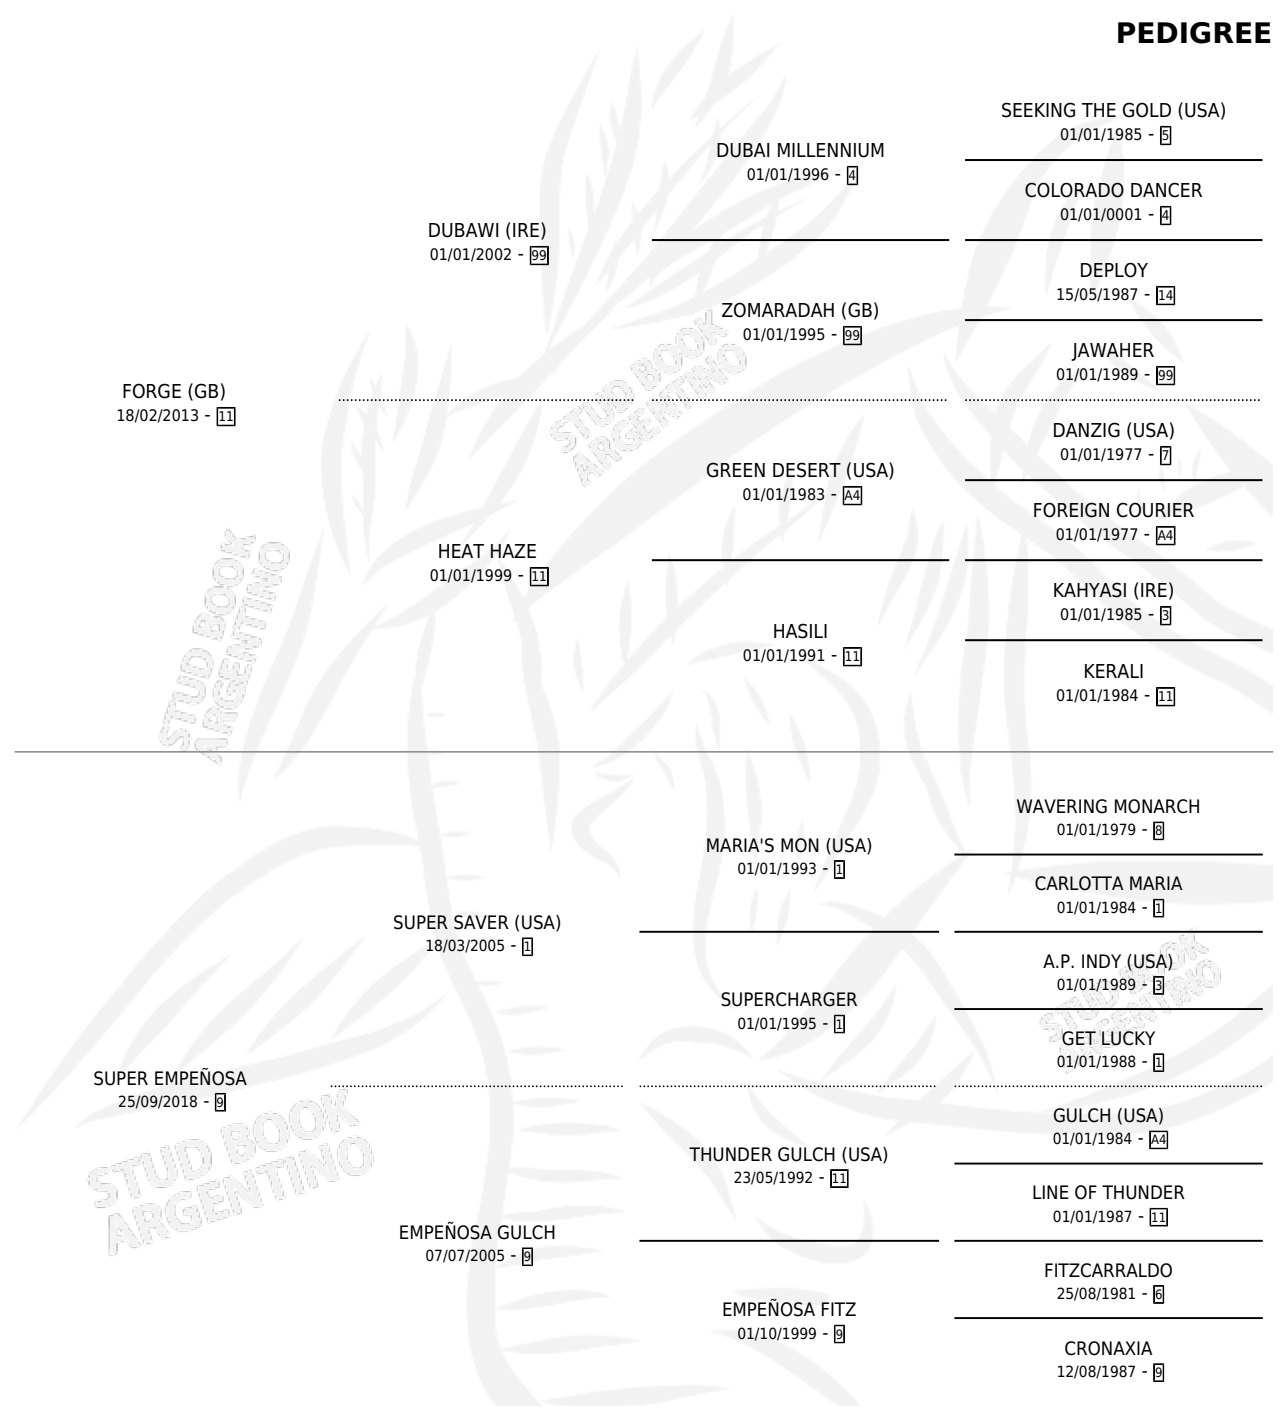 PEDIGREE
SEEKING THE GOLD (USA)
01/01/1985 - 5
DUBAI MILLENNIUM
01/01/1996 - 4
COLORADO DANCER
01/01/0001 - 4
DUBAWI (IRE)
01/01/2002 - 99
DEPLOY
15/05/1987 - 14
ZOMARADAH (GB)
01/01/1995 - 99
JAWAHER
01/01/1989 - 99
FORGE (GB)
18/02/2013 - 11
DANZIG (USA)
01/01/1977 - 7
GREEN DESERT (USA)
01/01/1983 - A4
FOREIGN COURIER
01/01/1977 - A4
HEAT HAZE
01/01/1999 - 11
KAHYASI (IRE)
01/01/1985 - 3
HASILI
01/01/1991 - 11
KERALI
01/01/1984 - 11
WAVERING MONARCH
01/01/1979 - 8
MARIA'S MON (USA)
01/01/1993 - 1
CARLOTTA MARIA
01/01/1984 - 1
SUPER SAVER (USA)
18/03/2005 - 1
A.P. INDY (USA)
01/01/1989 - 3
SUPERCHARGER
01/01/1995 - 1
GET LUCKY
01/01/1988 - 1
SUPER EMPEÑOSA
25/09/2018 - 9
GULCH (USA)
01/01/1984 - A4
THUNDER GULCH (USA)
23/05/1992 - 11
LINE OF THUNDER
01/01/1987 - 11
EMPEÑOSA GULCH
07/07/2005 - 9
FITZCARRALDO
25/08/1981 - 6
EMPEÑOSA FITZ
01/10/1999 - 9
CRONAXIA
12/08/1987 - 9
STUD BOOK
ARGENTINO
STUD BOOK
ARGENTINO
STUD BOOK
ARGENTINO
STUD BOOK
ARGENTINO